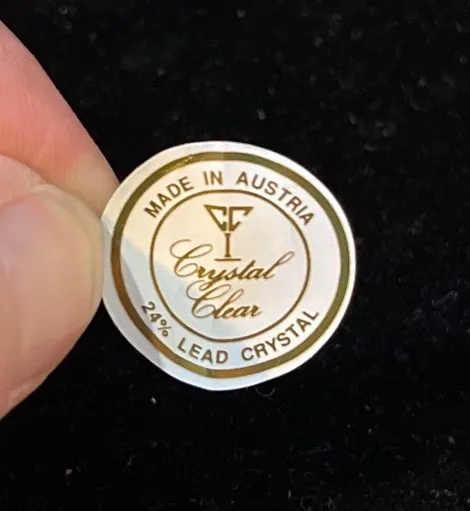 MADE IN AUSTRIA
CC
Crystal
Clear
24% LEAD CRYSTAL